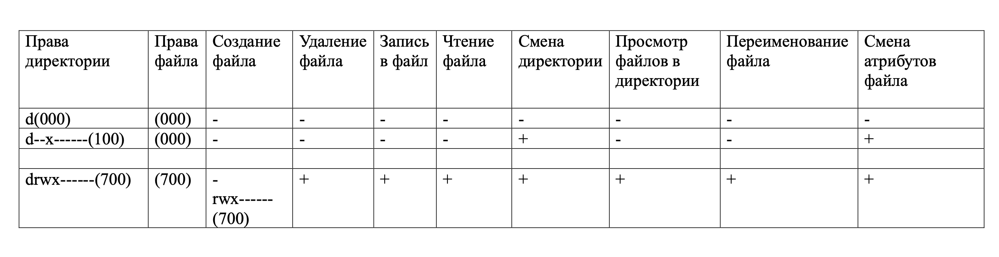 Права директории | Права файла | Создание файла | Удаление файла | Запись в файл | Чтение файла | Смена директории | Просмотр файлов в директории | Переименование файла | Смена атрибутов файла
d(000) | (000) | - | - | - | - | - | - | - | -
d--x------(100) | (000) | - | - | - | - | + | - | - | +
drwx------(700) | (700) | -rwx------(700) | + | + | + | + | + | + | +